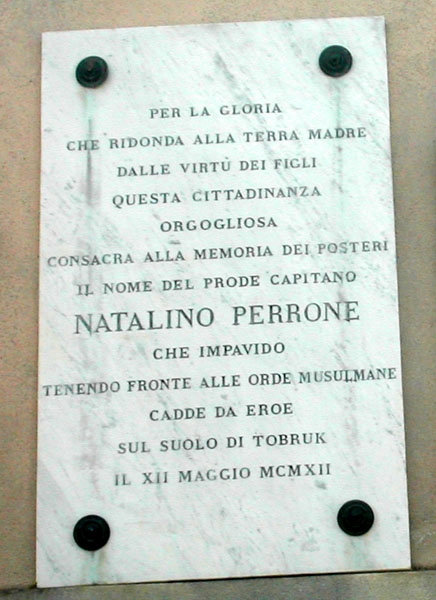 PER LA GLORIA
CHE RIDONDA ALLA TERRA MADRE
DALLE VIRTÚ DEI FIGLI
QUESTA CITTADINANZA
ORGOGLIOSA
CONSACRA ALLA MEMORIA DEI POSTERI
IL NOME DEL PRODE CAPITANO
NATALINO PERRONE
CHE IMPAVIDO
TENENDO FRONTE ALLE ORDE MUSULMANE
CADDE DA EROE
SUL SUOLO DI TOBRUK
IL XII MAGGIO MCMXII